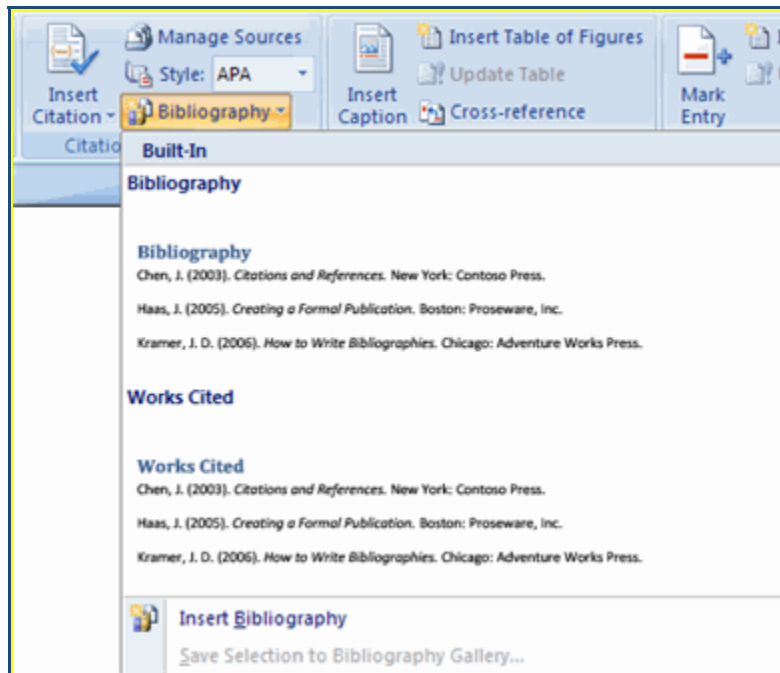 Manage Sources
Style: APA
Bibliography
Insert
Citation
Citatio
Insert
Caption
Insert Table of Figures
Update Table
Cross-reference
Mark
Entry
Built-In
Bibliography
Bibliography
Chen, J. (2003). Citations and References. New York: Contoso Press.
Haas, J. (2005). Creating a Formal Publication. Boston: Proseware, Inc.
Kramer, J. D. (2006). How to Write Bibliographies. Chicago: Adventure Works Press.
Works Cited
Works Cited
Chen, J. (2003). Citations and References. New York: Contoso Press.
Haas, J. (2005). Creating a Formal Publication. Boston: Proseware, Inc.
Kramer, J. D. (2006). How to Write Bibliographies. Chicago: Adventure Works Press.
Insert Bibliography
Save Selection to Bibliography Gallery...